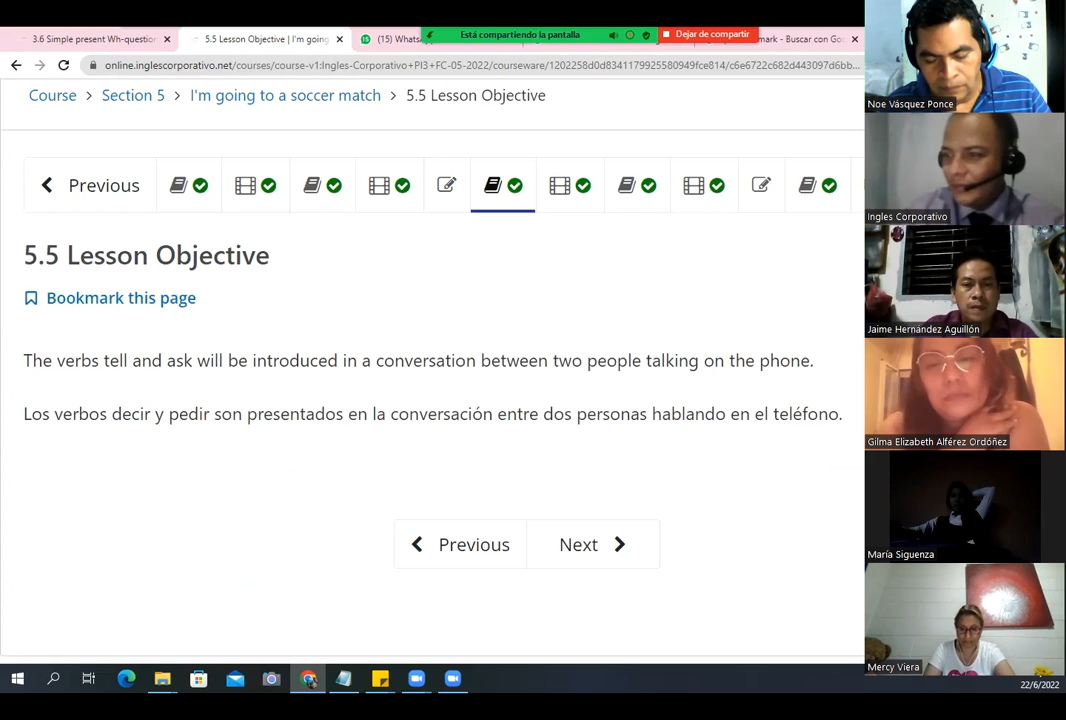 3.6 Simple present Wh-question
5.5 Lesson Objective | I'm going
(15) Whats
Está compartiendo la pantalla
Dejar de compartir
mark - Buscar con Goo
online.inglescorporativo.net/courses/course-v1:Ingles-Corporativo+PI3+FC-05-2022/courseware/1202258d0d8341179925580949fce814/c6e6722c682d443097d6bb...
Course > Section 5 > I'm going to a soccer match > 5.5 Lesson Objective
Previous
5.5 Lesson Objective
Bookmark this page
The verbs tell and ask will be introduced in a conversation between two people talking on the phone.
Los verbos decir y pedir son presentados en la conversación entre dos personas hablando en el teléfono.
Previous Next
Noe Vásquez Ponce
Ingles Corporativo
Jaime Hernández Aguillón
Gilma Elizabeth Alférez Ordóñez
María Siguenza
Mercy Viera
22/6/2022